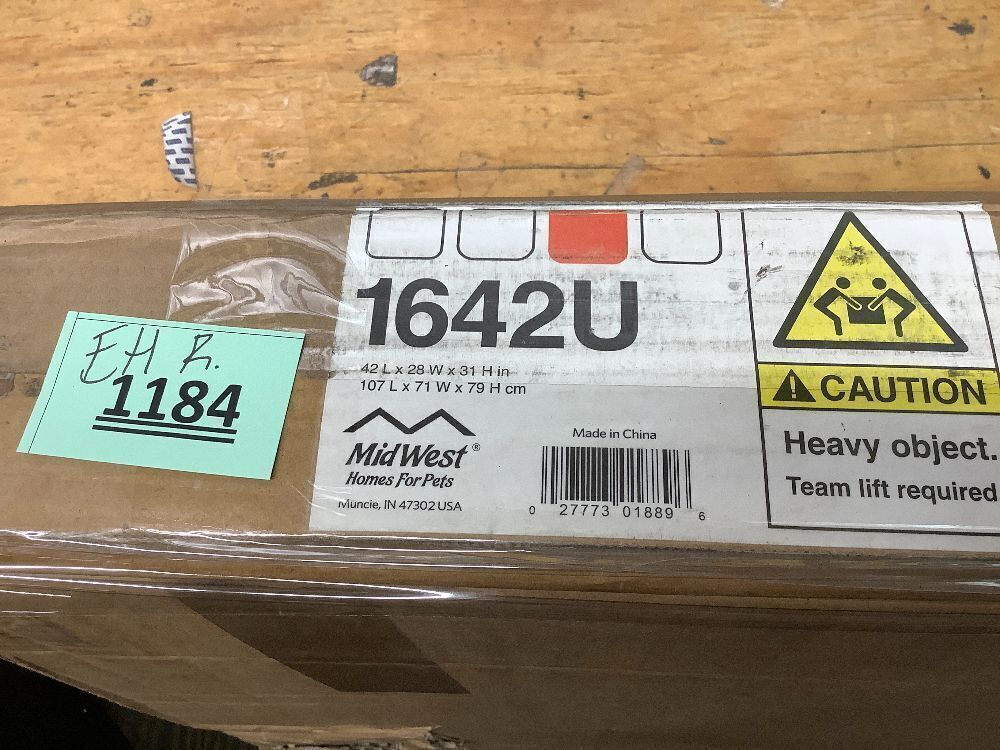 EH R.
1184
1642U
42 L x 28 W x 31 H in
107 L x 71 W x 79 H cm
MidWest®
Homes For Pets
Muncie, IN 47302 USA
Made in China
0 27773 01889 6
CAUTION
Heavy object.
Team lift required